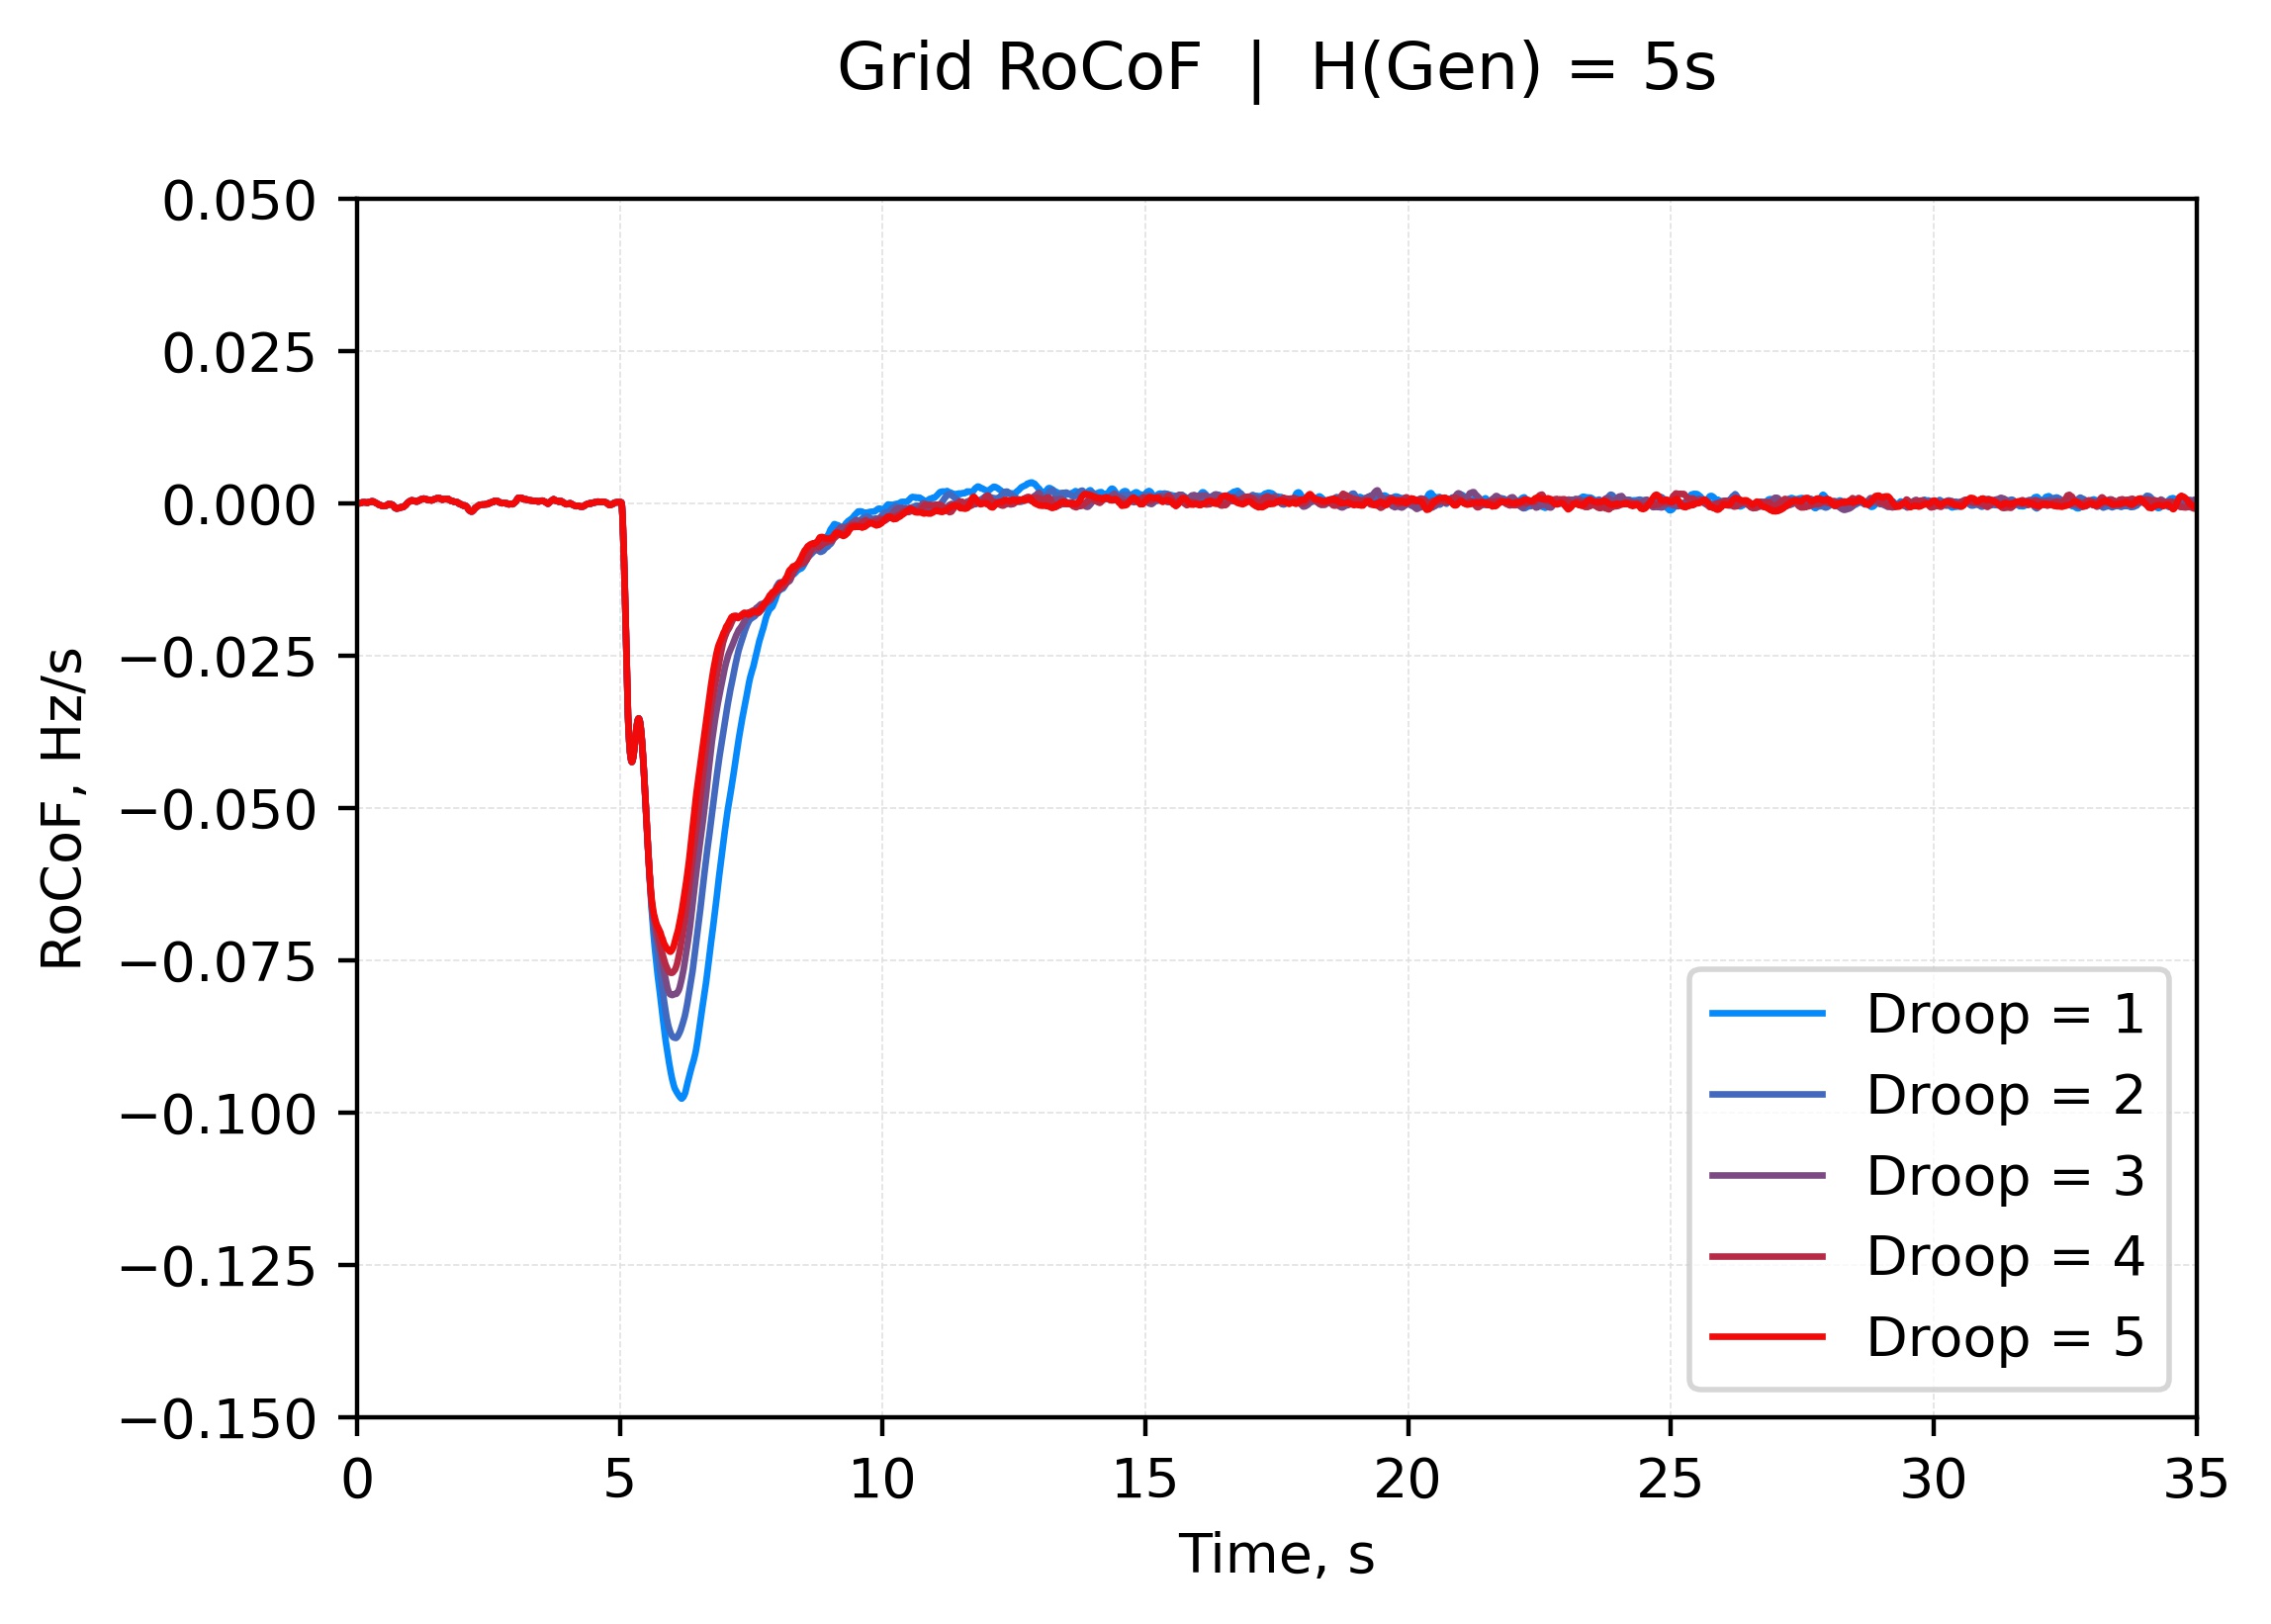 Grid RoCoF | H(Gen) = 5s
0.050
0.025
0.000
−0.025
−0.050
−0.075
−0.100
−0.125
−0.150
RoCoF, Hz/s
Droop = 1
Droop = 2
Droop = 3
Droop = 4
Droop = 5
0 5 10 15 20 25 30 35
Time, s